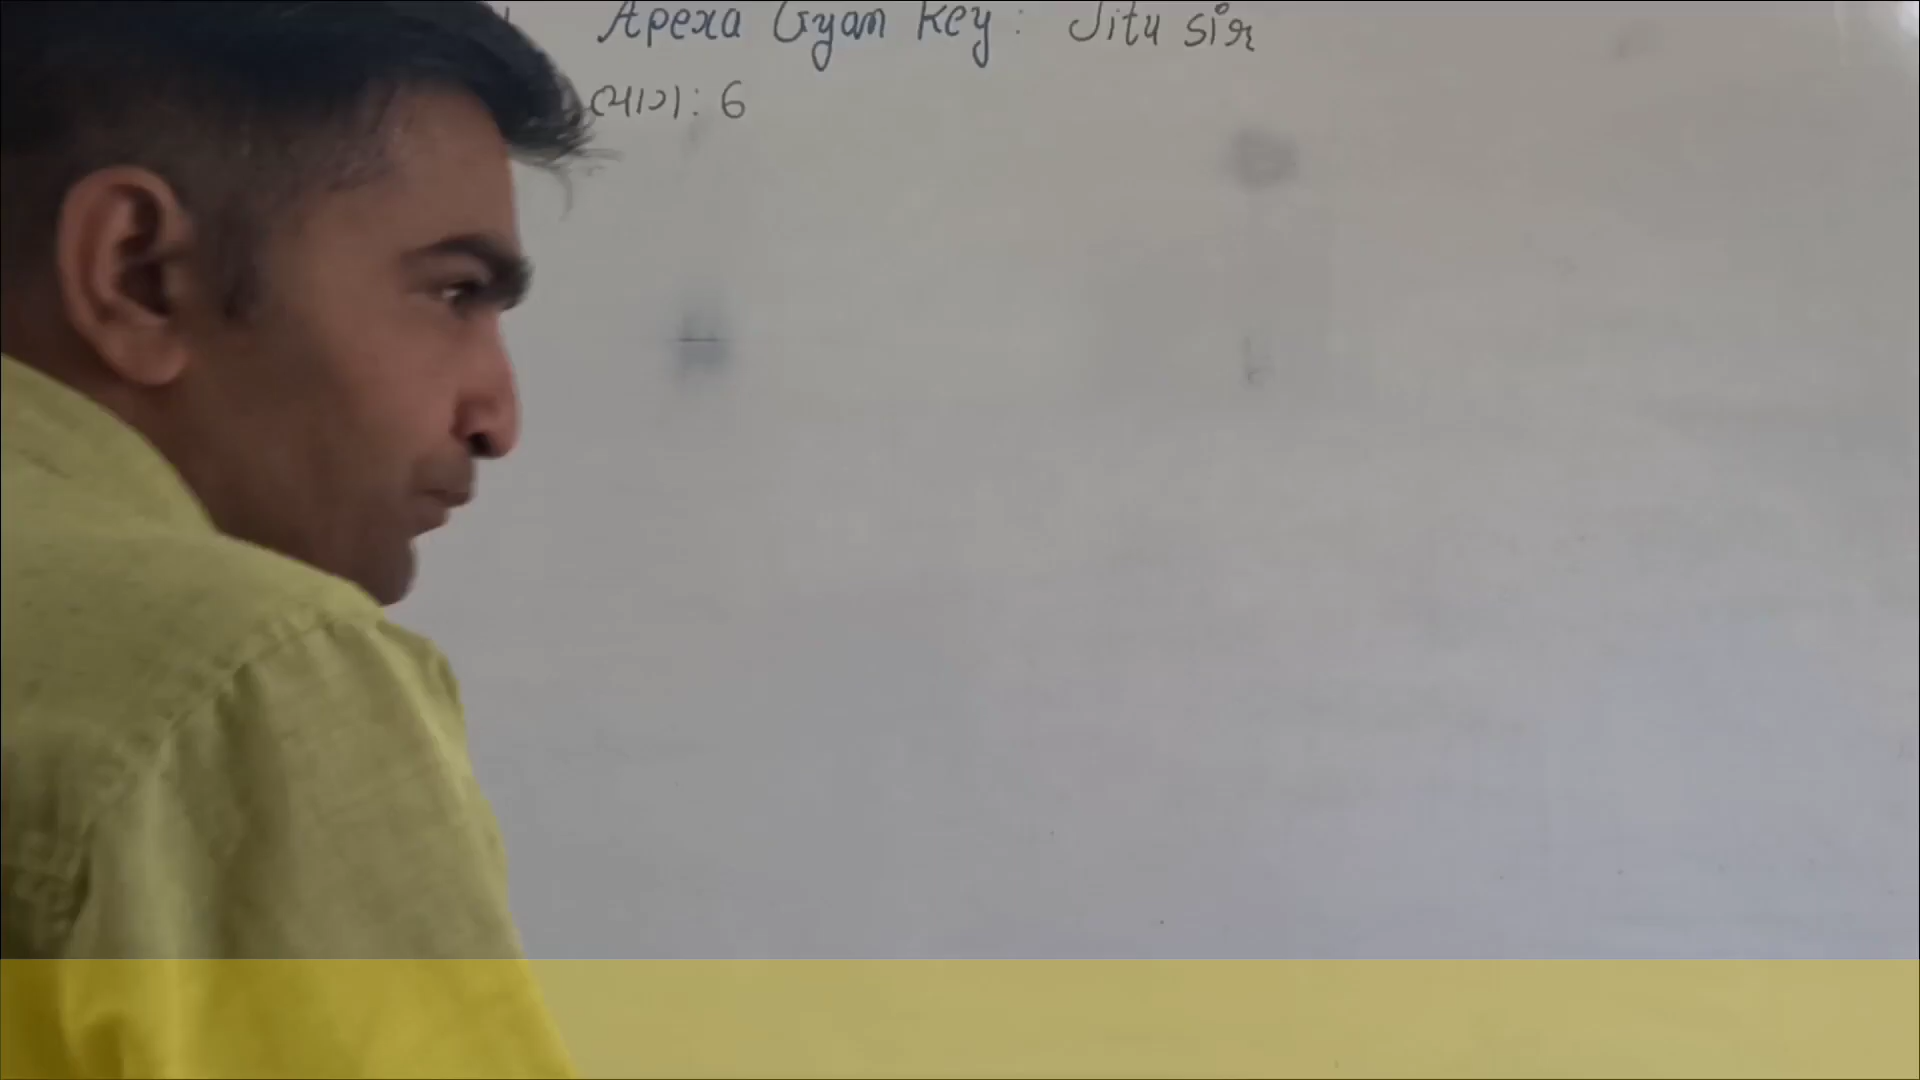 Apexa Gyan Key : Jitu sir
ભાગ : 6